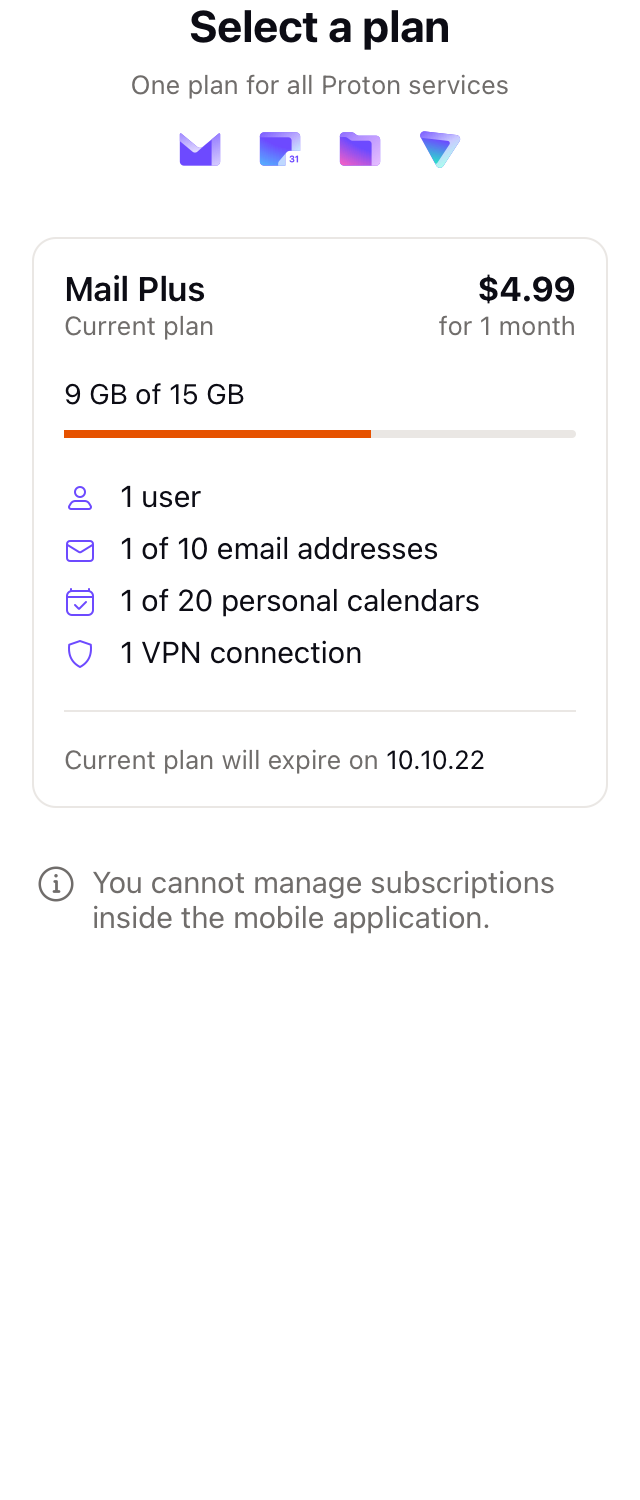 Select a plan
One plan for all Proton services
31
Mail Plus
$4.99
Current plan
for 1 month
9 GB of 15 GB
1 user
1 of 10 email addresses
1 of 20 personal calendars
1 VPN connection
Current plan will expire on 10.10.22
You cannot manage subscriptions
inside the mobile application.